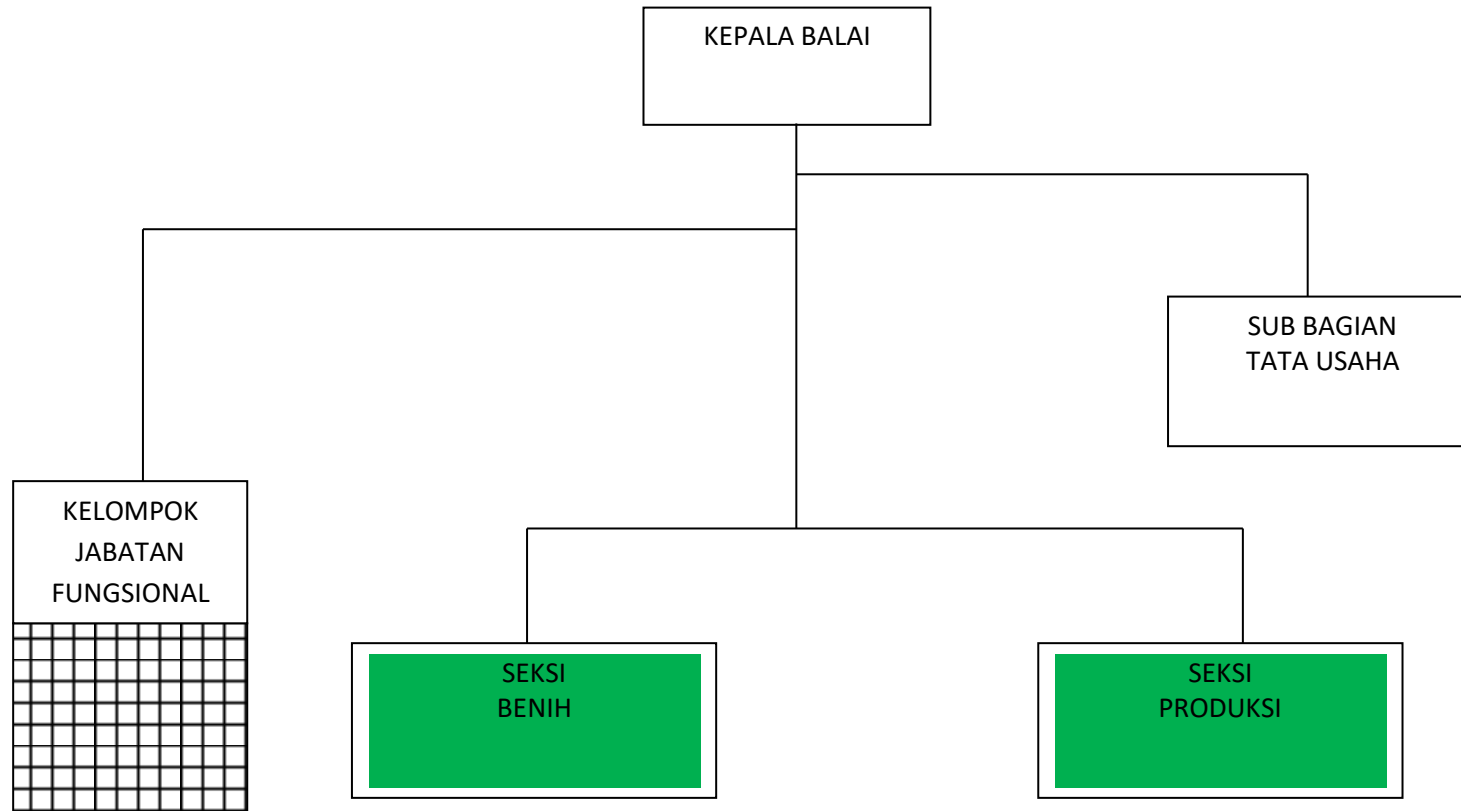 KEPALA BALAI
SUB BAGIAN
TATA USAHA
KELOMPOK
JABATAN
FUNGSIONAL
SEKSI
BENIH
SEKSI
PRODUKSI